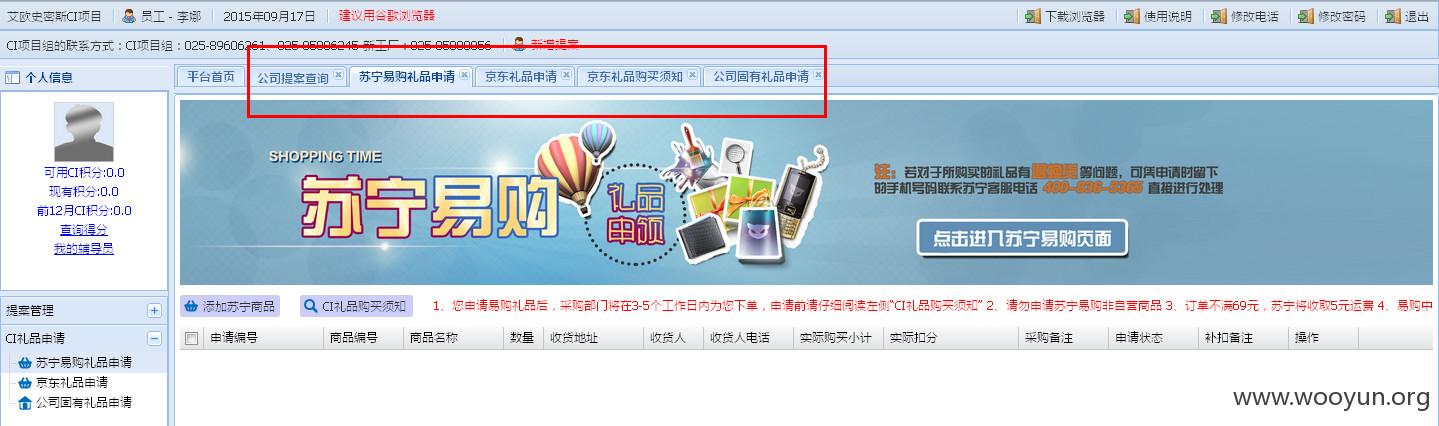 艾欧史密斯CI项目 员工 - 李娜 2015年09月17日 建议用谷歌浏览器 下载浏览器 使用说明 修改电话 修改密码 退出
CI项目组的联系方式：CI项目组：025-89606261、 新增提案
个人信息
平台首页 公司提案查询 苏宁易购礼品申请 京东礼品申请 京东礼品购买须知 公司固有礼品申请
可用CI积分:0.0
现有积分:0.0
前12月CI积分:0.0
查询得分
我的辅导员
SHOPPING TIME
苏宁易购
礼品
申领
注：若对于所购买的礼品有退换货等问题，可凭申请时留下
的手机号码联系苏宁客服电话 400-836-5365 直接进行处理
点击进入苏宁易购页面
添加苏宁商品 CI礼品购买须知 1、您申请易购礼品后，采购部门将在3-5个工作日内为您下单，申请前请仔细阅读左侧“CI礼品购买须知” 2、请勿申请苏宁易购非自营商品 3、订单不满69元，苏宁将收取5元运费 4、易购中
申请编号 商品编号 商品名称 数量 收货地址 收货人 收货人电话 实际购买小计 实际扣分 采购备注 申请状态 补扣备注 操作
提案管理
CI礼品申请
苏宁易购礼品申请
京东礼品申请
公司固有礼品申请
www.wooyun.org